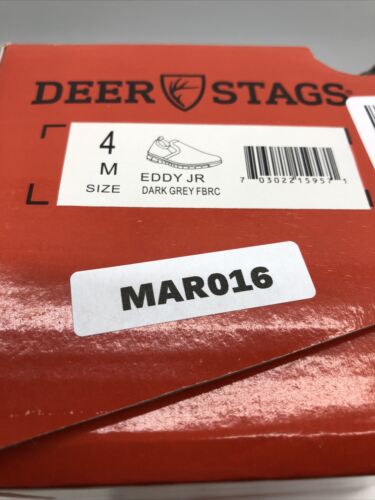 DEER STAGS®
4
M
SIZE
EDDY JR
DARK GREY FBRC
7 03022 15957 1
MAR016